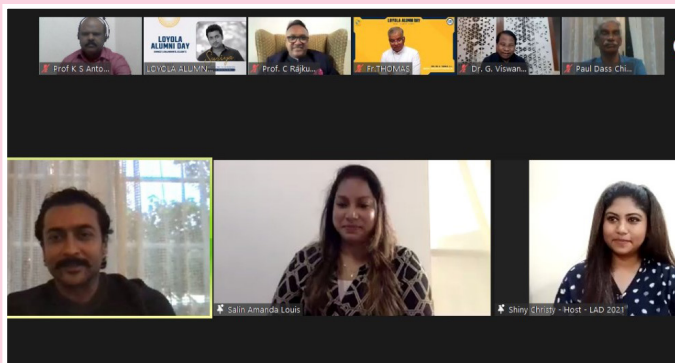 LOYOLA
ALUMNI DAY
Prof K S Anto...
LOYOLA ALUMN...
Prof. C Rajku...
Fr.THOMAS
Dr. G. Viswan...
Paul Dass Chi...
LOYOLA ALUMNI DAY
Salin Amanda Louis
Shiny Christy - Host - LAD 2021